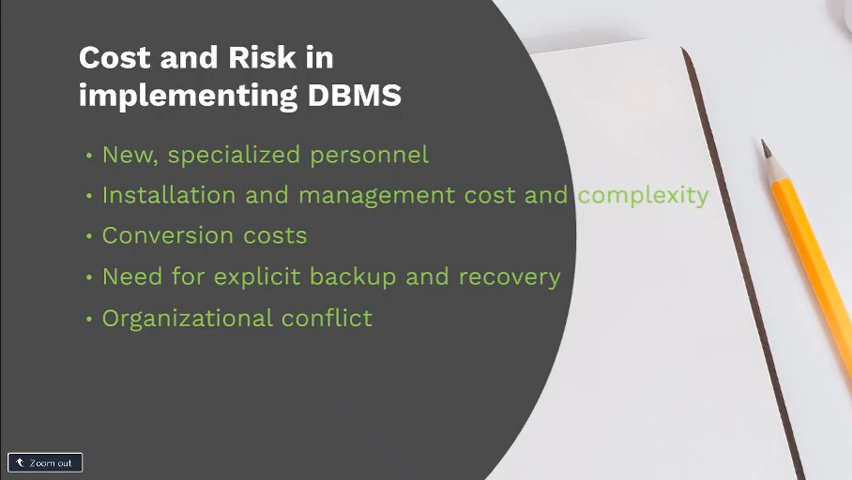 Cost and Risk in
implementing DBMS
• New, specialized personnel
• Installation and management cost and complexity
• Conversion costs
• Need for explicit backup and recovery
• Organizational conflict
Zoom out